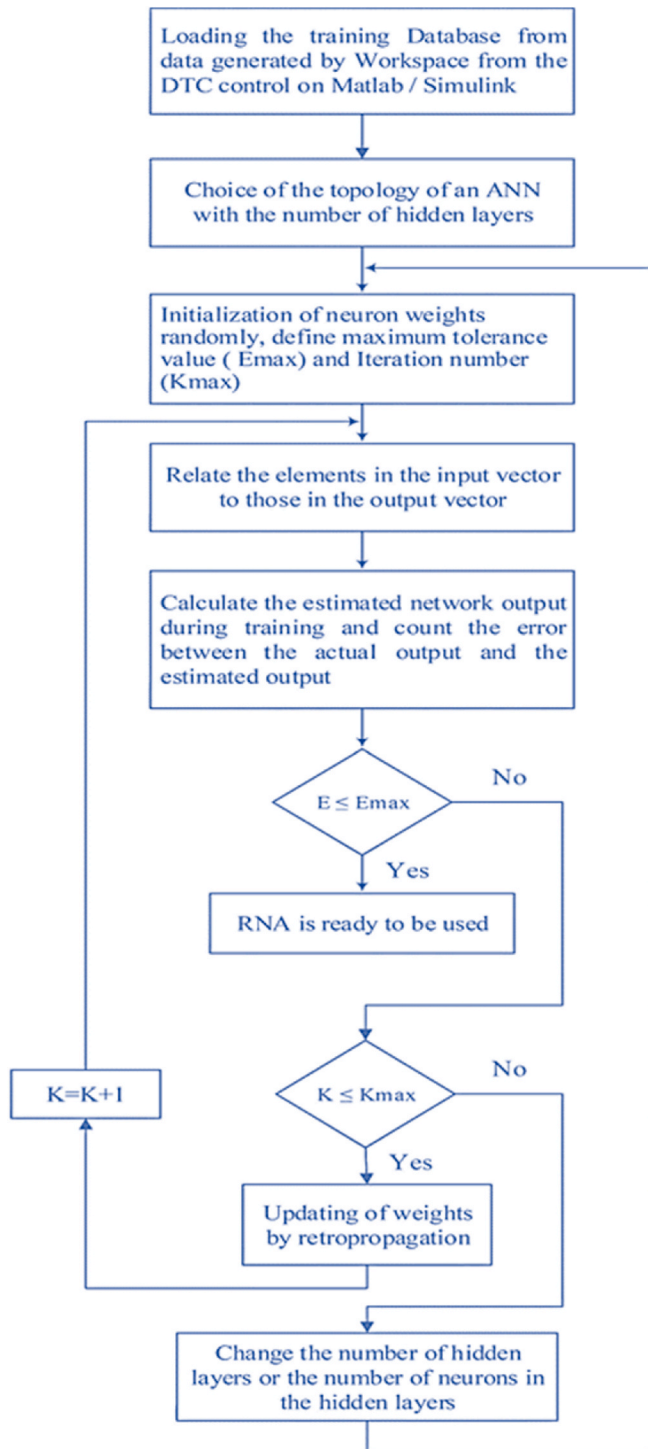 Loading the training Database from
data generated by Workspace from the
DTC control on Matlab / Simulink
Choice of the topology of an ANN
with the number of hidden layers
Initialization of neuron weights
randomly, define maximum tolerance
value ( Emax) and Iteration number
(Kmax)
Relate the elements in the input vector
to those in the output vector
Calculate the estimated network output
during training and count the error
between the actual output and the
estimated output
E ≤ Emax
No
Yes
RNA is ready to be used
K ≤ Kmax
No
K=K+1
Yes
Updating of weights
by retropropagation
Change the number of hidden
layers or the number of neurons in
the hidden layers